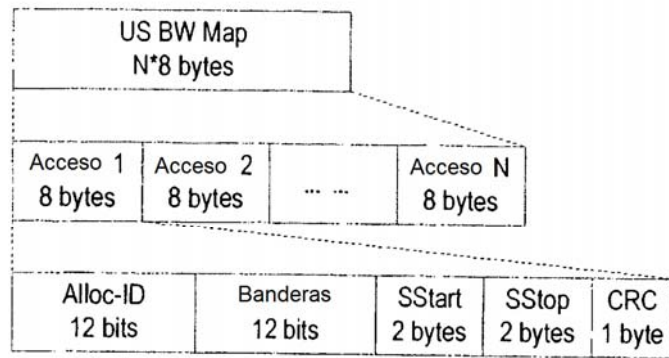 US BW Map
N*8 bytes
Acceso 1
8 bytes
Acceso 2
8 bytes
... ...
Acceso N
8 bytes
Alloc-ID
12 bits
Banderas
12 bits
SStart
2 bytes
SStop
2 bytes
CRC
1 byte